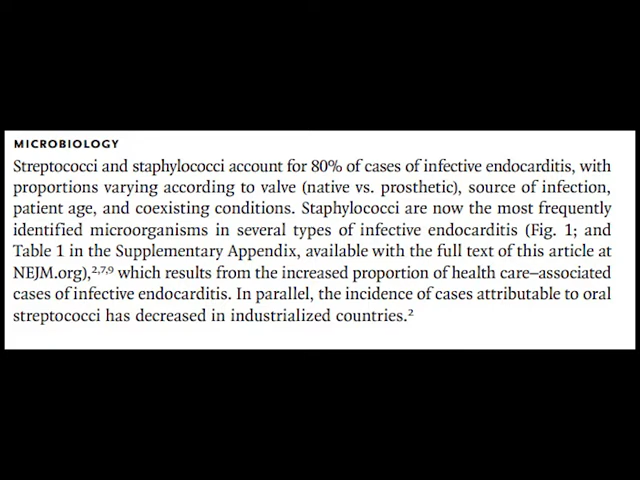 MICROBIOLOGY
Streptococci and staphylococci account for 80% of cases of infective endocarditis, with
proportions varying according to valve (native vs. prosthetic), source of infection,
patient age, and coexisting conditions. Staphylococci are now the most frequently
identified microorganisms in several types of infective endocarditis (Fig. 1; and
Table 1 in the Supplementary Appendix, available with the full text of this article at
NEJM.org),2,7,9 which results from the increased proportion of health care–associated
cases of infective endocarditis. In parallel, the incidence of cases attributable to oral
streptococci has decreased in industrialized countries.2